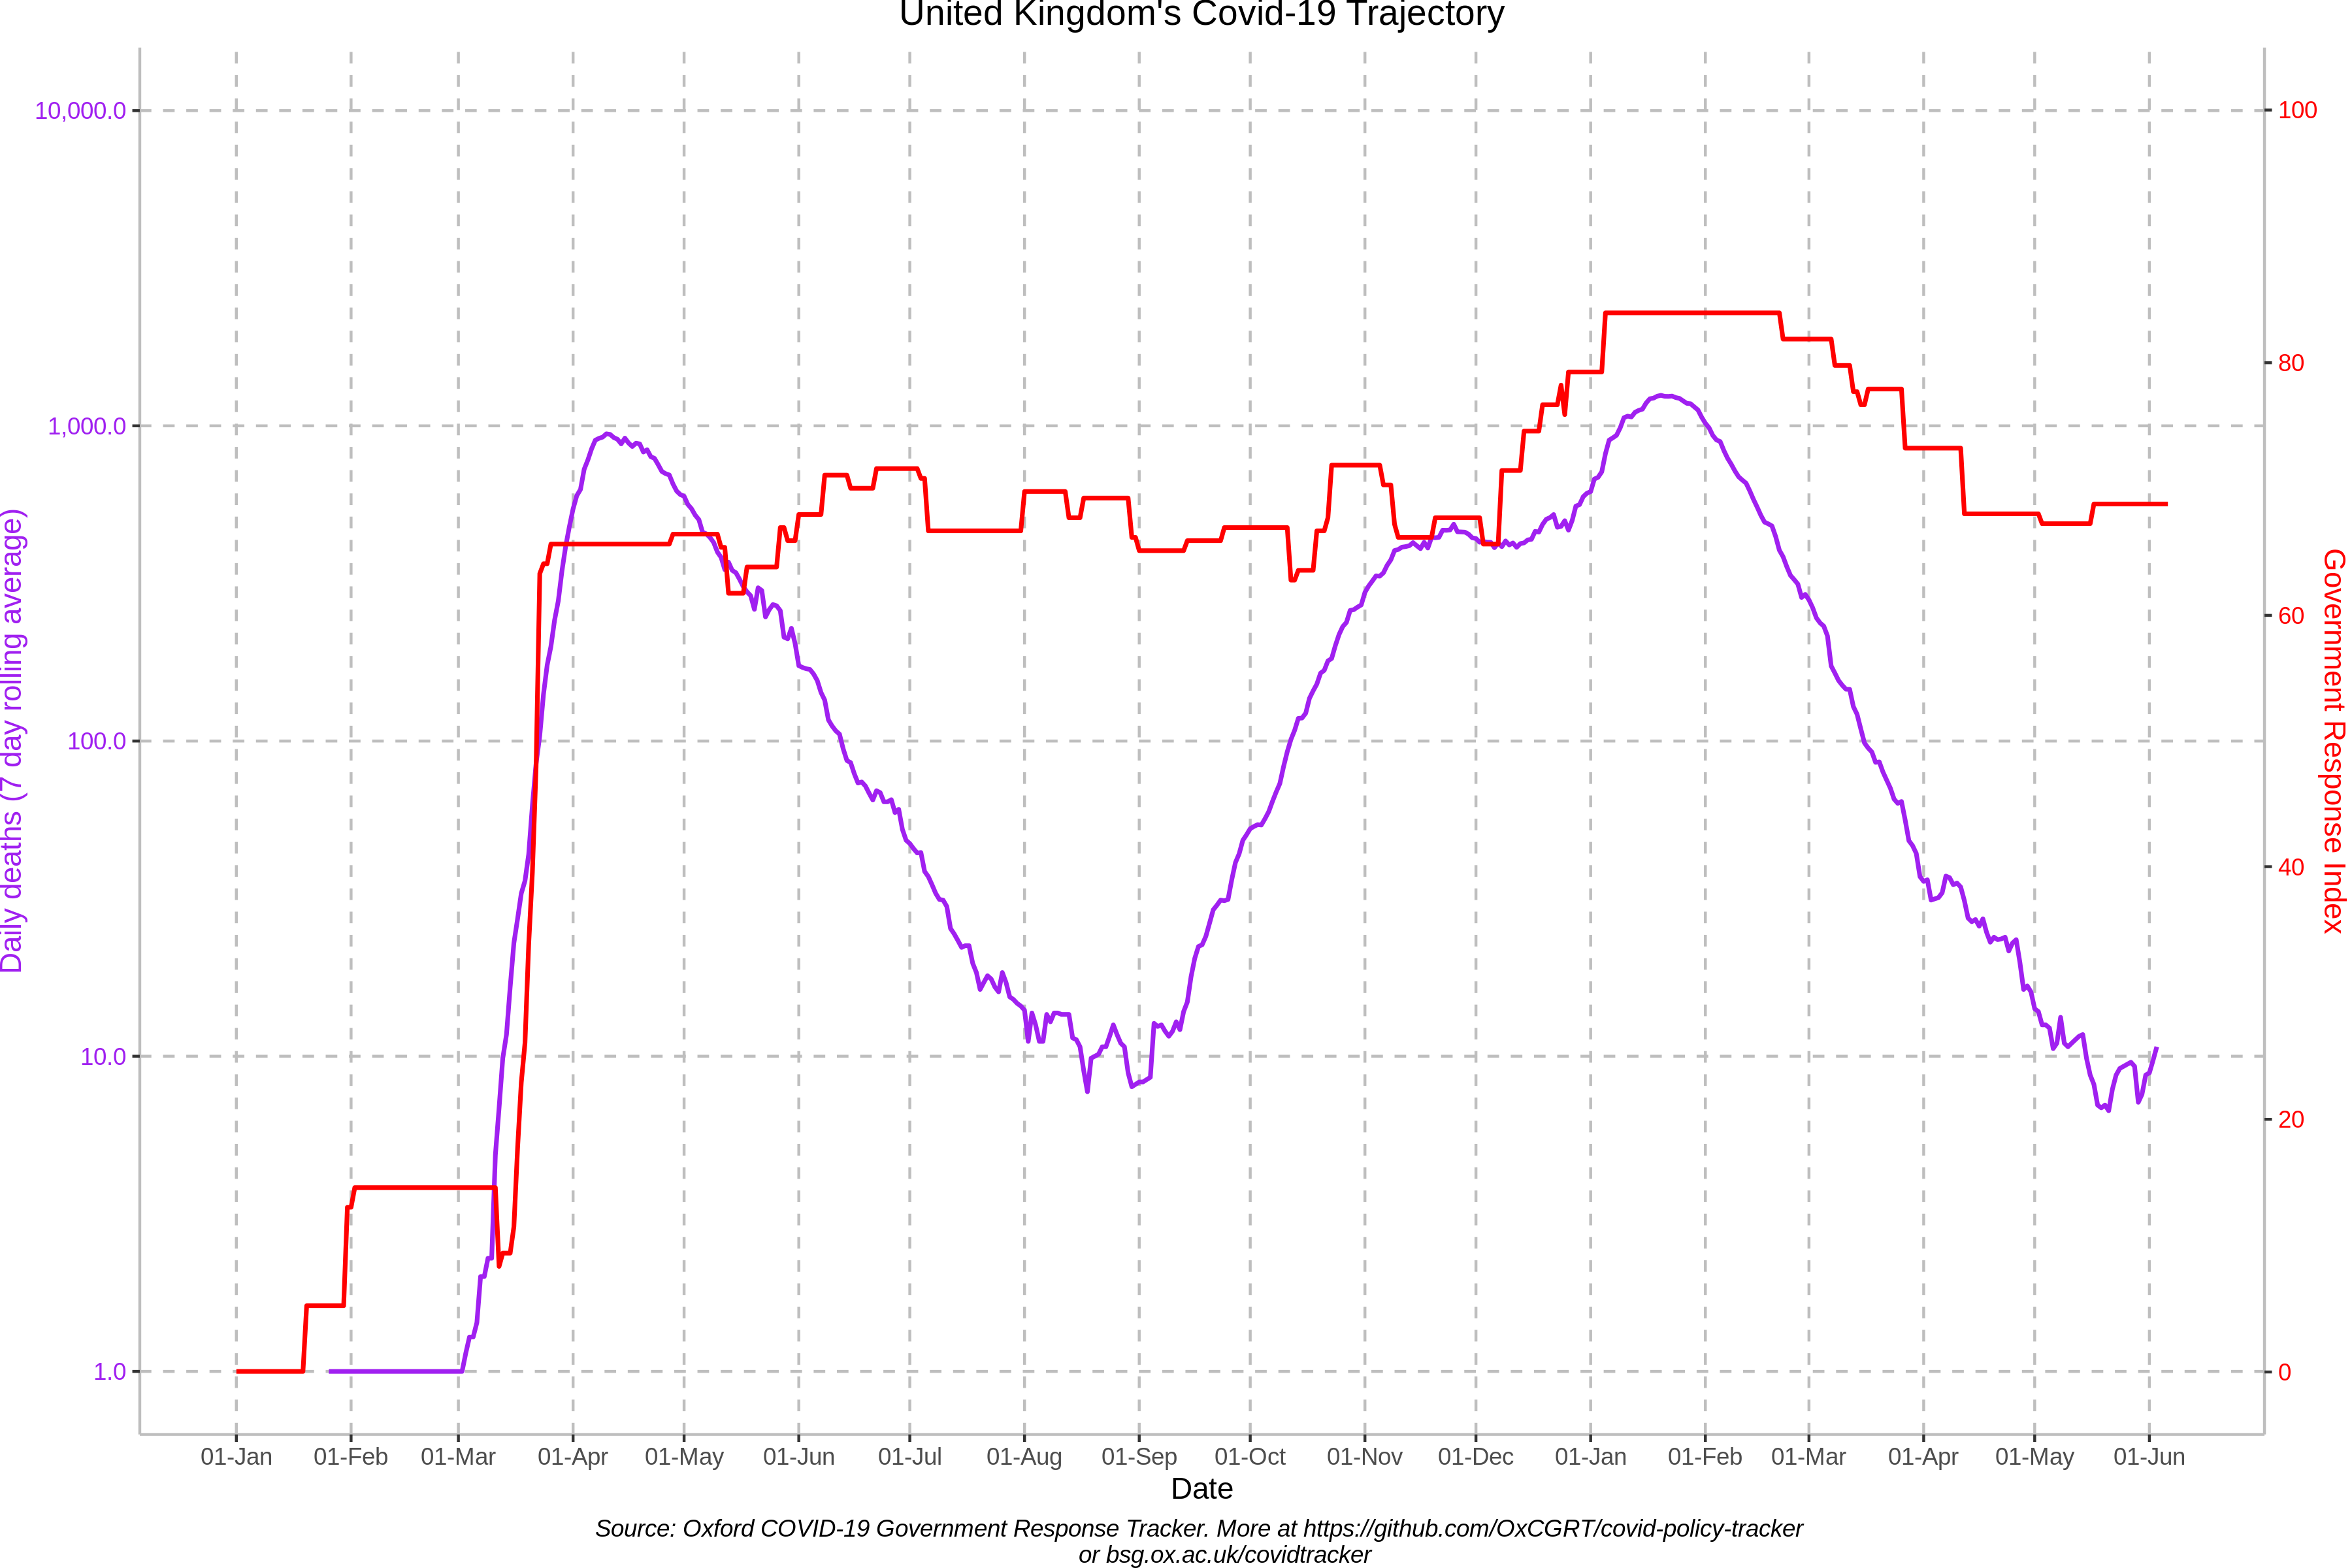 United Kingdom's Covid-19 Trajectory
10,000.0
1,000.0
100.0
10.0
1.0
Daily deaths (7 day rolling average)
100
80
60
40
20
0
Government Response Index
01-Jan 01-Feb 01-Mar 01-Apr 01-May 01-Jun 01-Jul 01-Aug 01-Sep 01-Oct 01-Nov 01-Dec 01-Jan 01-Feb 01-Mar 01-Apr 01-May 01-Jun
Date
Source: Oxford COVID-19 Government Response Tracker. More at https://github.com/OxCGRT/covid-policy-tracker
or bsg.ox.ac.uk/covidtracker